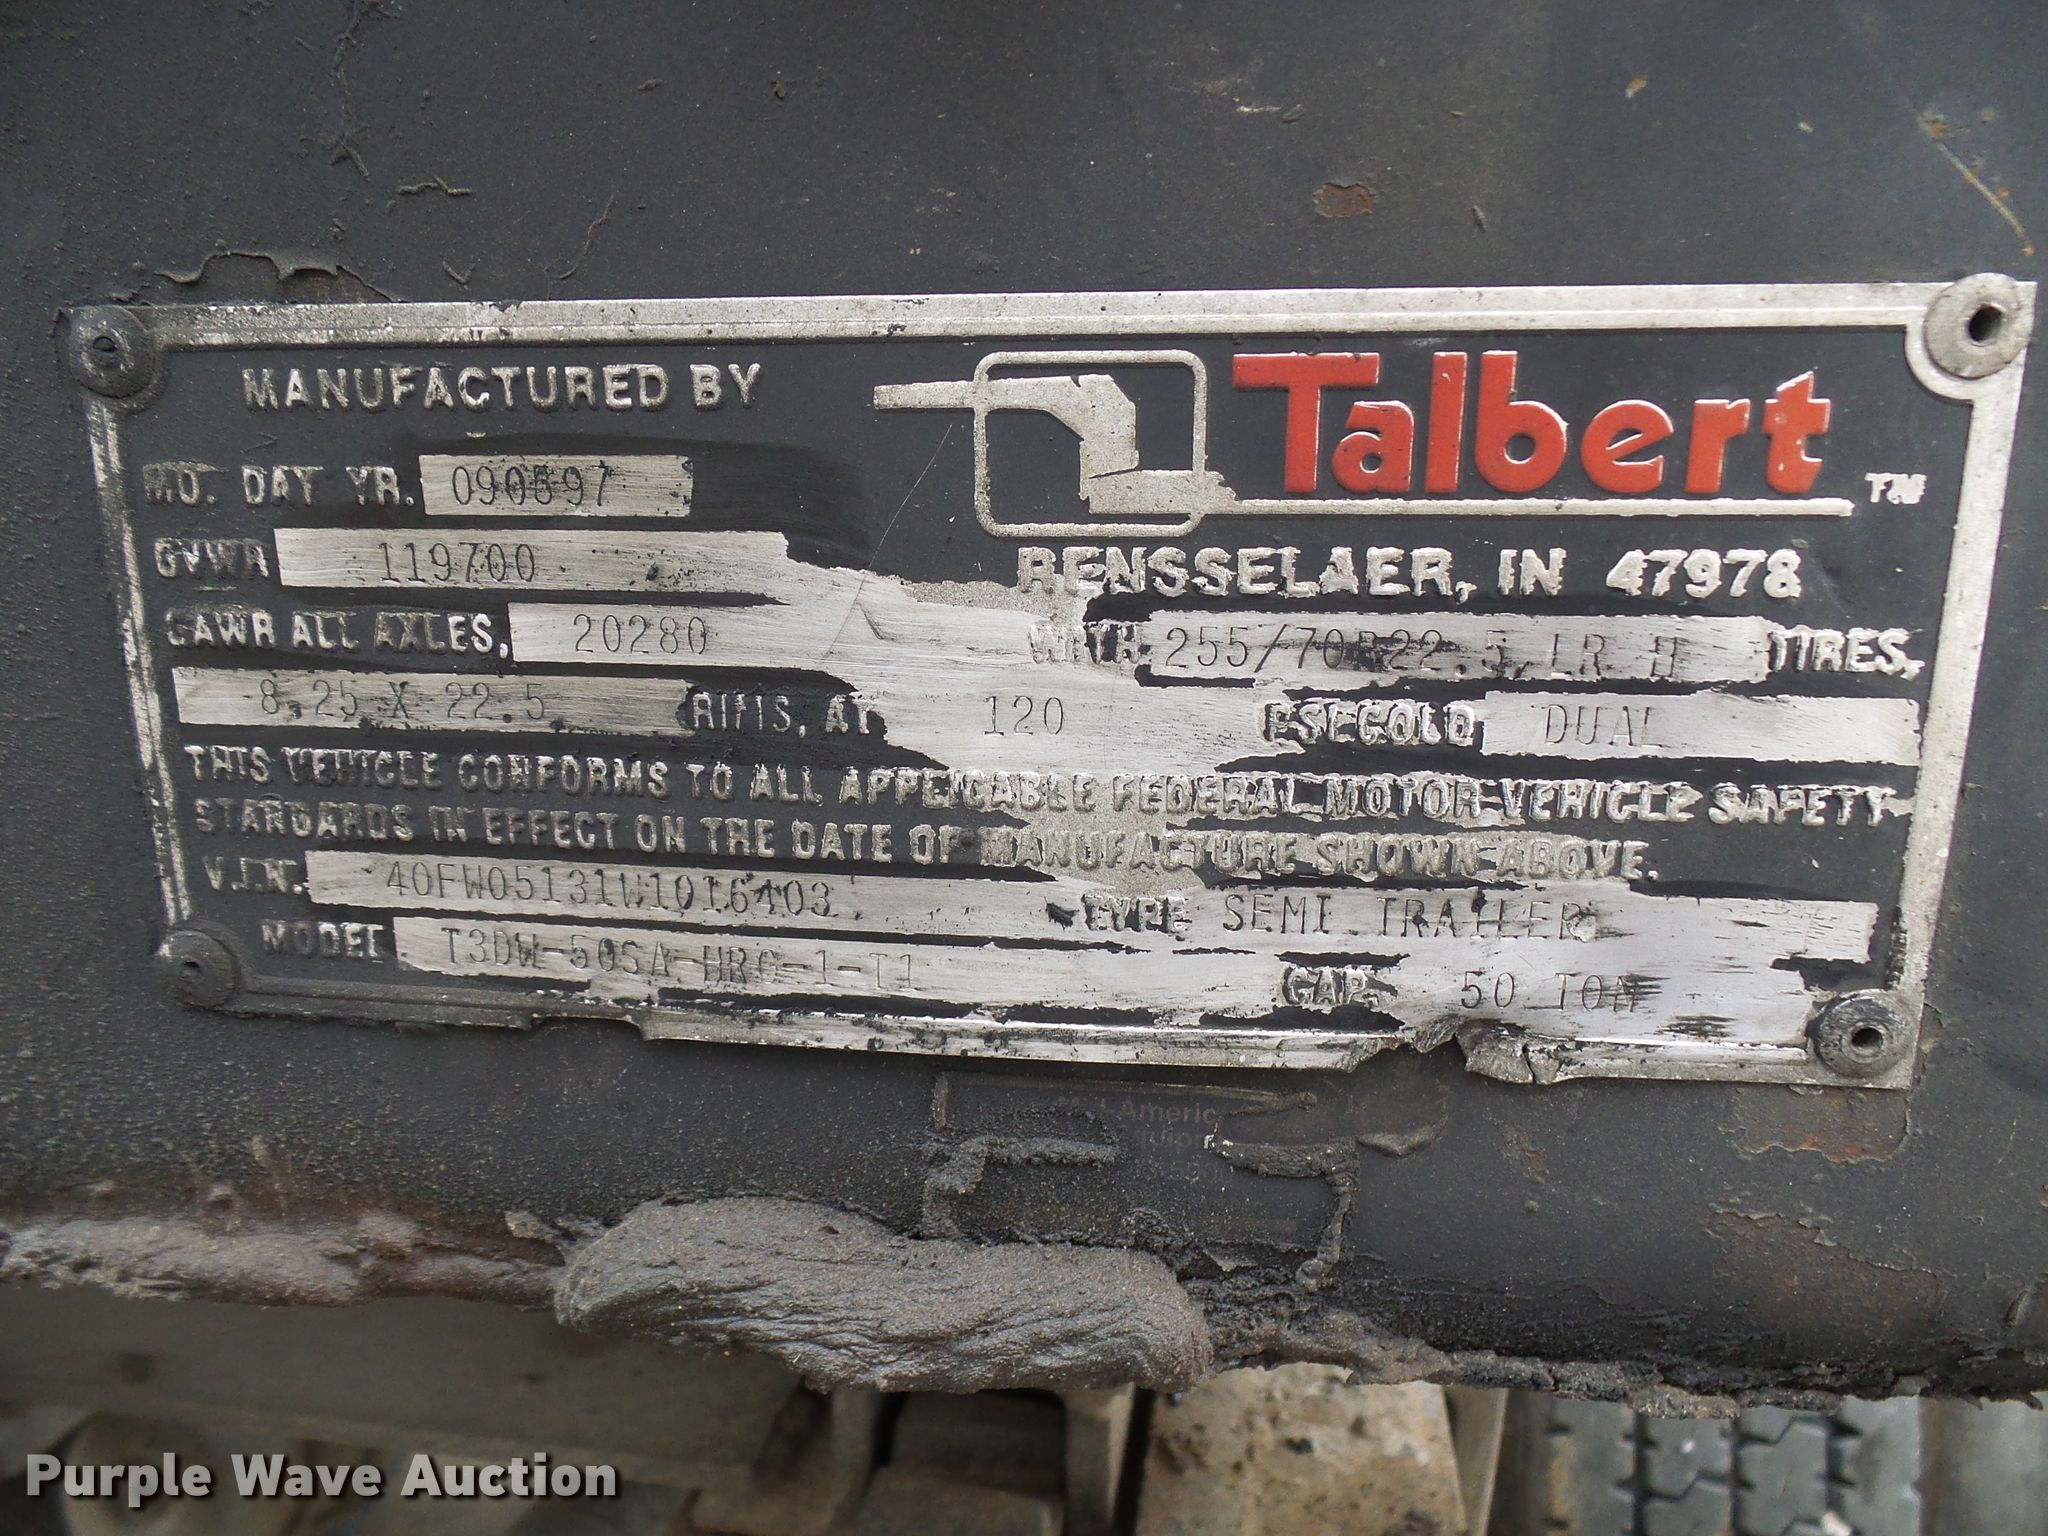 MANUFACTURED BY Talbert TM
MO. DAY YR. 090597
RENSSELAER, IN 47978
GVWR 119700
GAWR ALL AXLES, 20280 WITH 255/70R22.5, LR H TIRES,
8.25 X 22.5 RIMS, AT 120 PSI COLD DUAL
THIS VEHICLE CONFORMS TO ALL APPLICABLE FEDERAL MOTOR VEHICLE SAFETY
STANDARDS IN EFFECT ON THE DATE OF MANUFACTURE SHOWN ABOVE.
V.I.N. 40FW05131W1016403 TYPE SEMI TRAILER
MODEL T3DW-50SA-HRG-1-T1 CAP. 50 TON
Purple Wave Auction